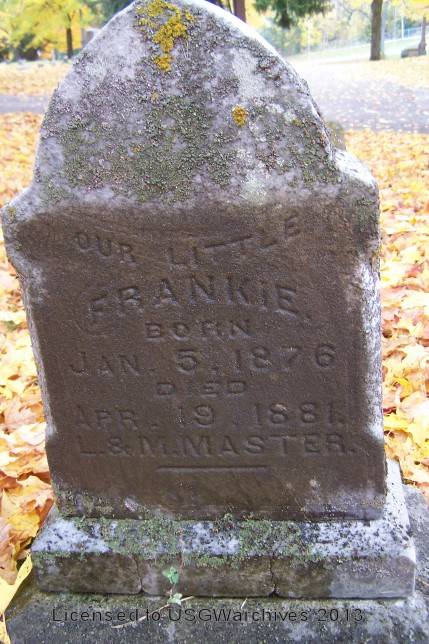 OUR LITTLE
FRANKIE.
BORN
JAN. 5. 1876
DIED
APR. 19. 1881.
L. & M. MASTER.
Licensed to USGWarchives 2013